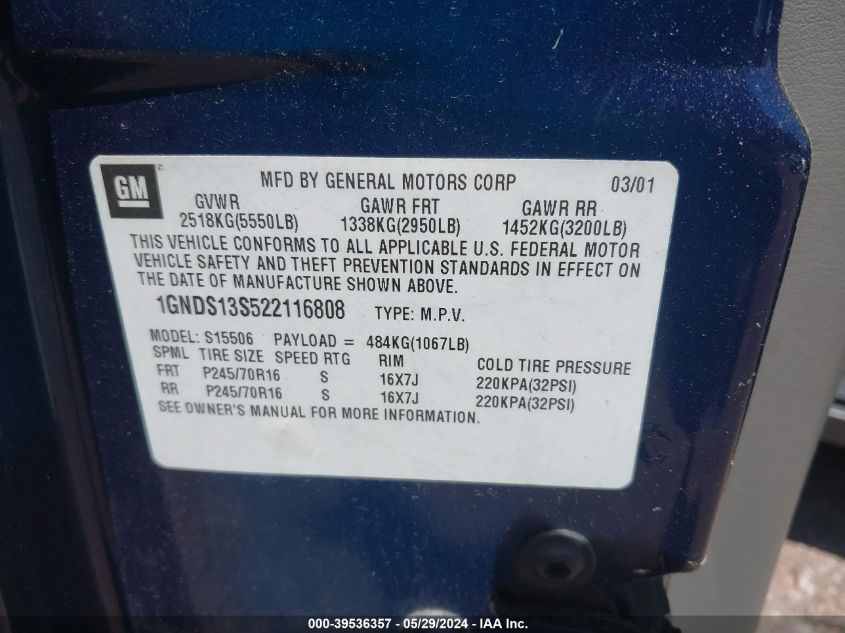 GM
MFD BY GENERAL MOTORS CORP 03/01
GVWR GAWR FRT GAWR RR
2518KG(5550LB) 1338KG(2950LB) 1452KG(3200LB)
THIS VEHICLE CONFORMS TO ALL APPLICABLE U.S. FEDERAL MOTOR
VEHICLE SAFETY AND THEFT PREVENTION STANDARDS IN EFFECT ON
THE DATE OF MANUFACTURE SHOWN ABOVE.
1GNDS13S522116808 TYPE: M.P.V.
MODEL: S15506 PAYLOAD = 484KG(1067LB)
SPML TIRE SIZE SPEED RTG RIM COLD TIRE PRESSURE
FRT P245/70R16 S 16X7J 220KPA(32PSI)
RR P245/70R16 S 16X7J 220KPA(32PSI)
SEE OWNER'S MANUAL FOR MORE INFORMATION.
000-39536357 - 05/29/2024 - IAA Inc.